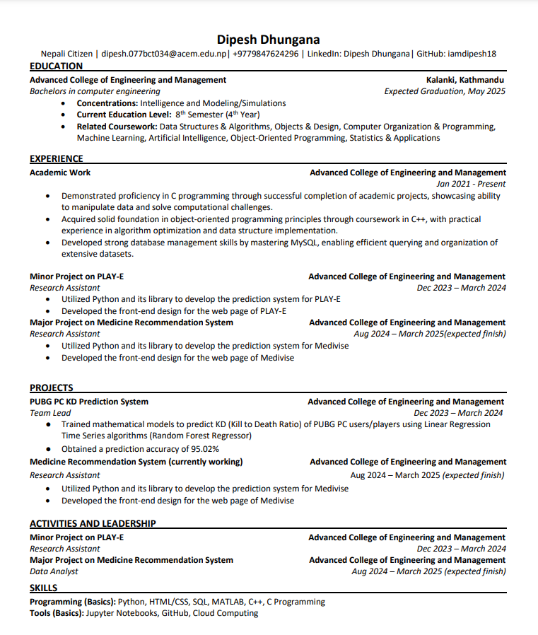 Dipesh Dhungana
Nepali Citizen | dipesh.077bct034@acem.edu.np| +9779847624296 | LinkedIn: Dipesh Dhungana| GitHub: iamdipesh18
EDUCATION
Advanced College of Engineering and Management Kalanki, Kathmandu
Bachelors in computer engineering Expected Graduation, May 2025
• Concentrations: Intelligence and Modeling/Simulations
• Current Education Level: 8th Semester (4th Year)
• Related Coursework: Data Structures & Algorithms, Objects & Design, Computer Organization & Programming,
Machine Learning, Artificial Intelligence, Object-Oriented Programming, Statistics & Applications
EXPERIENCE
Academic Work Advanced College of Engineering and Management
Jan 2021 - Present
• Demonstrated proficiency in C programming through successful completion of academic projects, showcasing ability
to manipulate data and solve computational challenges.
• Acquired solid foundation in object-oriented programming principles through coursework in C++, with practical
experience in algorithm optimization and data structure implementation.
• Developed strong database management skills by mastering MySQL, enabling efficient querying and organization of
extensive datasets.
Minor Project on PLAY-E Advanced College of Engineering and Management
Research Assistant Dec 2023 – March 2024
• Utilized Python and its library to develop the prediction system for PLAY-E
• Developed the front-end design for the web page of PLAY-E
Major Project on Medicine Recommendation System Advanced College of Engineering and Management
Research Assistant Aug 2024 – March 2025(expected finish)
• Utilized Python and its library to develop the prediction system for Medivise
• Developed the front-end design for the web page of Medivise
PROJECTS
PUBG PC KD Prediction System Advanced College of Engineering and Management
Team Lead Dec 2023 – March 2024
• Trained mathematical models to predict KD (Kill to Death Ratio) of PUBG PC users/players using Linear Regression
Time Series algorithms (Random Forest Regressor)
• Obtained a prediction accuracy of 95.02%
Medicine Recommendation System (currently working) Advanced College of Engineering and Management
Research Assistant Aug 2024 – March 2025 (expected finish)
• Utilized Python and its library to develop the prediction system for Medivise
• Developed the front-end design for the web page of Medivise
ACTIVITIES AND LEADERSHIP
Minor Project on PLAY-E Advanced College of Engineering and Management
Research Assistant Dec 2023 – March 2024
Major Project on Medicine Recommendation System Advanced College of Engineering and Management
Data Analyst Aug 2024 – March 2025 (expected finish)
SKILLS
Programming (Basics): Python, HTML/CSS, SQL, MATLAB, C++, C Programming
Tools (Basics): Jupyter Notebooks, GitHub, Cloud Computing